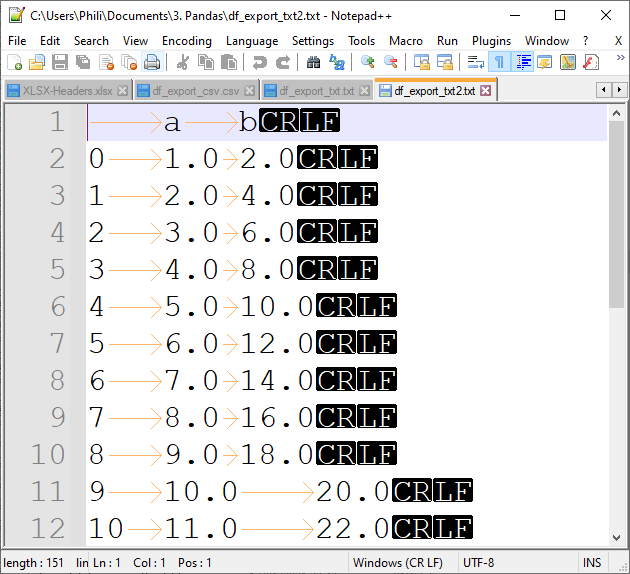 C:\Users\Phili\Documents\3. Pandas\df_export_txt2.txt - Notepad++
File Edit Search View Encoding Language Settings Tools Macro Run Plugins Window ? X
XLSX-Headers.xlsx df_export_csv.csv df_export_txt.txt df_export_txt2.txt
1 a b CRLF
2 0 1.0 2.0 CRLF
3 1 2.0 4.0 CRLF
4 2 3.0 6.0 CRLF
5 3 4.0 8.0 CRLF
6 4 5.0 10.0 CRLF
7 5 6.0 12.0 CRLF
8 6 7.0 14.0 CRLF
9 7 8.0 16.0 CRLF
10 8 9.0 18.0 CRLF
11 9 10.0 20.0 CRLF
12 10 11.0 22.0 CRLF
length : 151 lin Ln : 1 Col : 1 Pos : 1 Windows (CR LF) UTF-8 INS